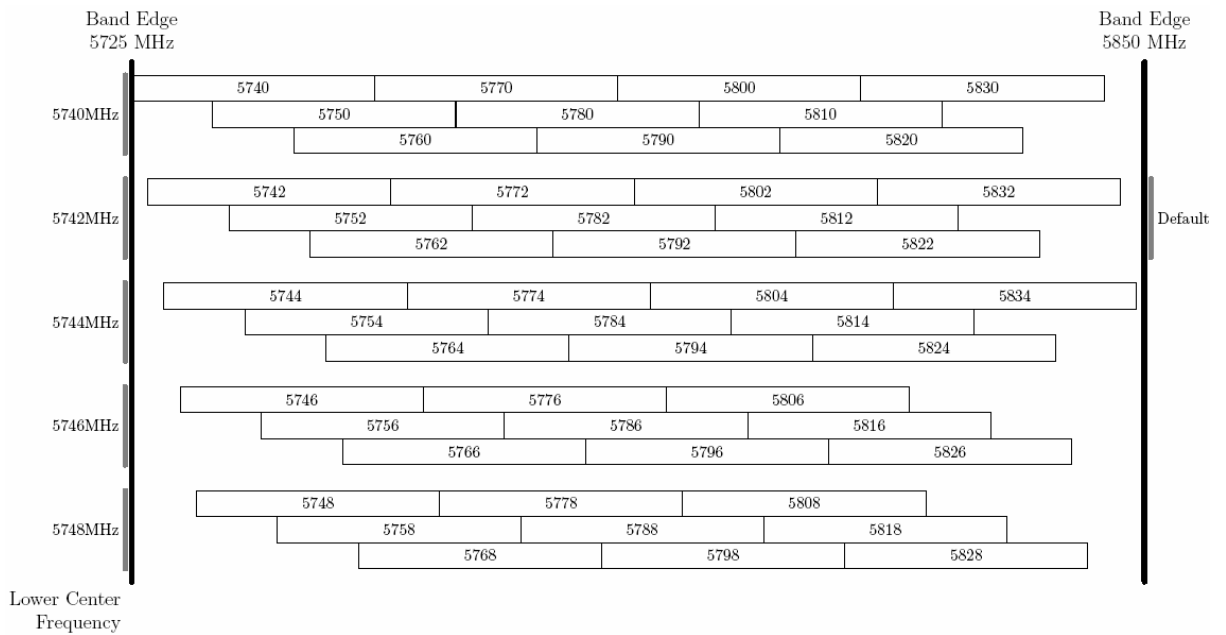 Band Edge
5725 MHz
Band Edge
5850 MHz
5740 5770 5800 5830
5740MHz 5750 5780 5810
5760 5790 5820
5742 5772 5802 5832
5742MHz 5752 5782 5812 Default
5762 5792 5822
5744 5774 5804 5834
5744MHz 5754 5784 5814
5764 5794 5824
5746 5776 5806
5746MHz 5756 5786 5816
5766 5796 5826
5748 5778 5808
5748MHz 5758 5788 5818
5768 5798 5828
Lower Center
Frequency